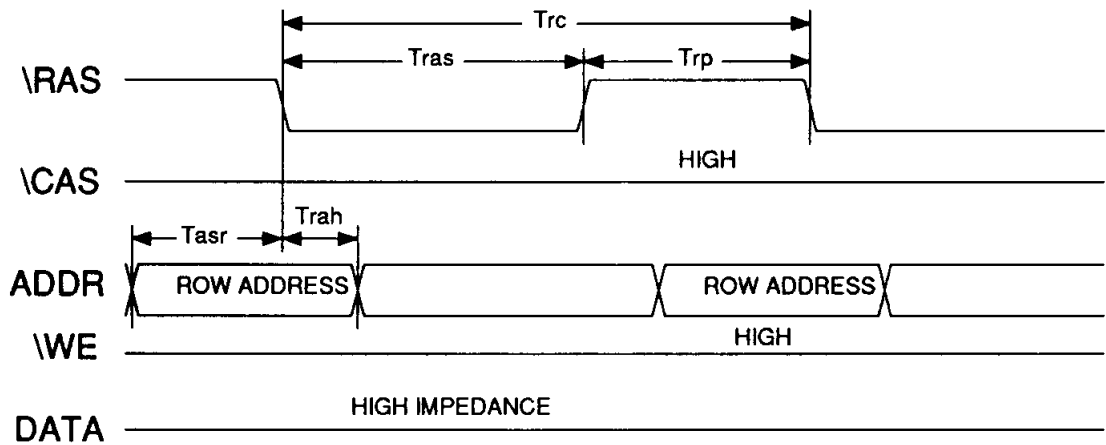 Trc
Tras
Trp
\RAS
HIGH
\CAS
Trah
Tasr
ADDR
ROW ADDRESS
ROW ADDRESS
HIGH
\WE
HIGH IMPEDANCE
DATA